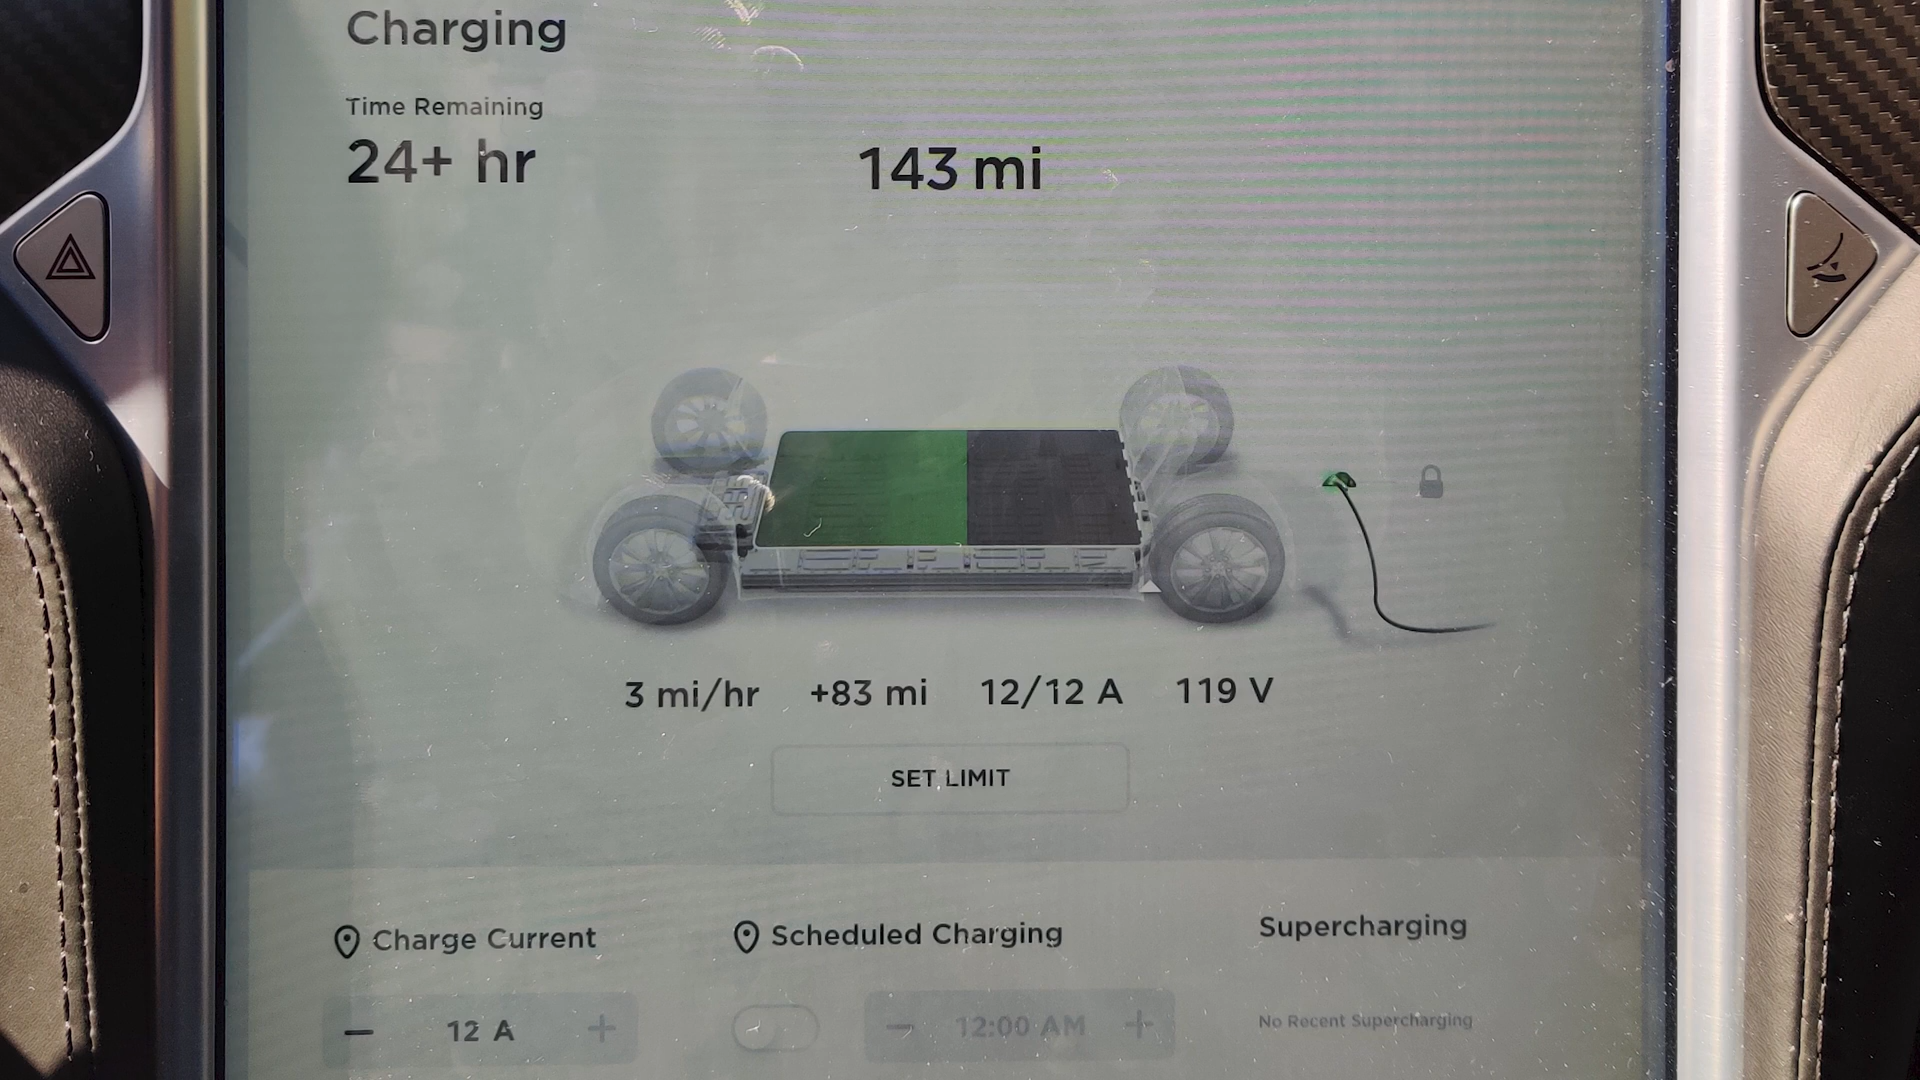 Charging
Time Remaining
24+ hr
143 mi
3 mi/hr +83 mi 12/12 A 119 V
SET LIMIT
Charge Current Scheduled Charging Supercharging
− 12 A + − 12:00 AM + No Recent Supercharging